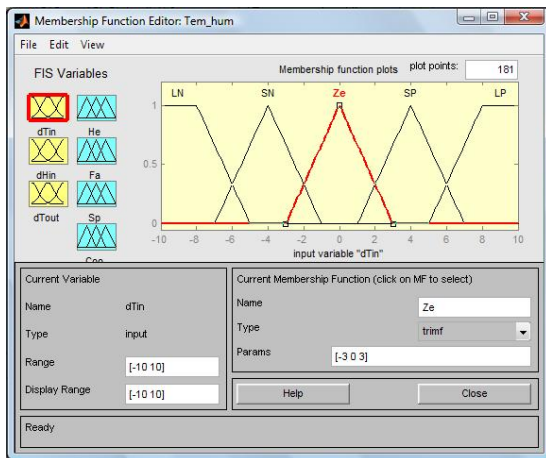 Membership Function Editor: Tem_hum
File Edit View
FIS Variables
Membership function plots plot points: 181
LN SN Ze SP LP
1
0.5
0
dTin He
dHin Fa
dTout Sp
-10 -8 -6 -4 -2 0 2 4 6 8 10
input variable "dTin"
Current Variable
Name dTin
Type input
Range [-10 10]
Display Range [-10 10]
Current Membership Function (click on MF to select)
Name Ze
Type trimf
Params [-3 0 3]
Help Close
Ready